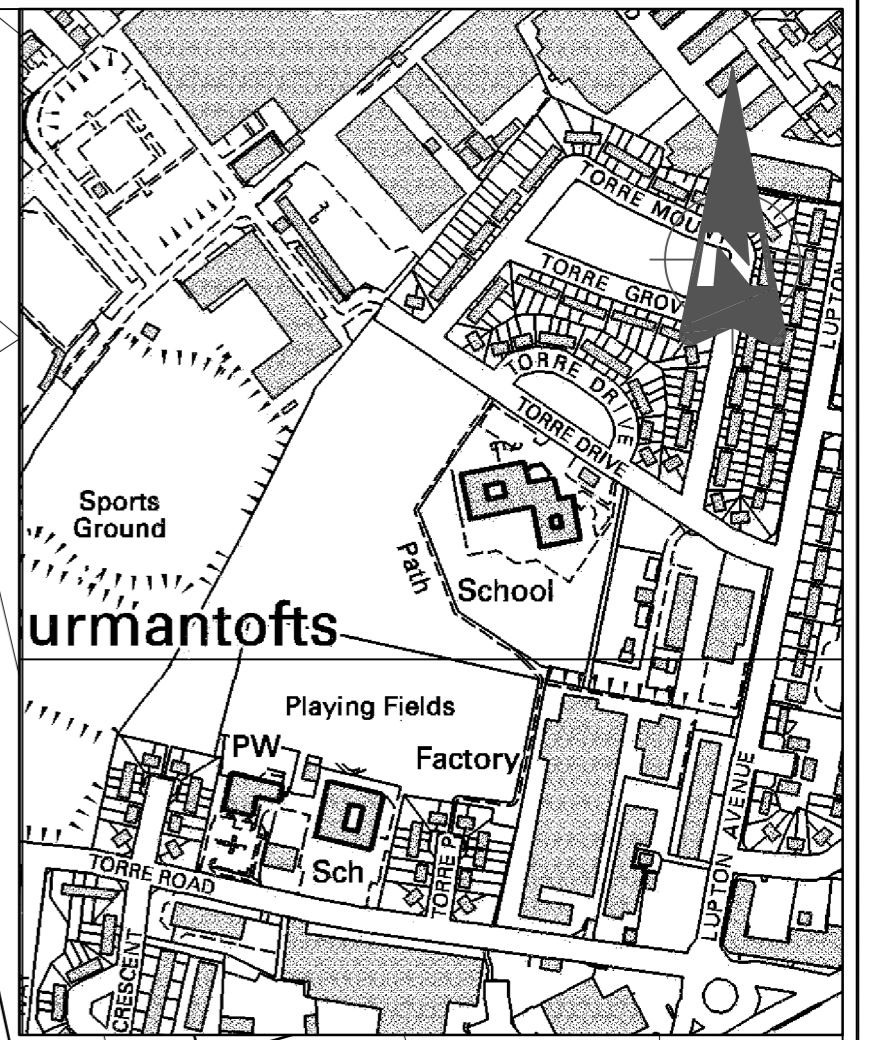 TORRE MOUNT
TORRE GROVE
LUPTON
TORRE DRIVE
TORRE DRIVE
Sports
Ground
Path
School
urmantofts
Playing Fields
PW
Factory
Sch
TORRE P
LUPTON AVENUE
TORRE ROAD
CRESCENT